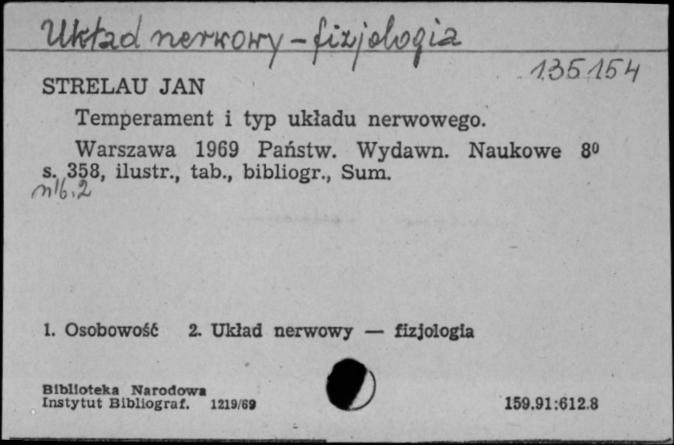 Układ nerwowy - fizjologia
135154
STRELAU JAN
Temperament i typ układu nerwowego.
Warszawa 1969 Państw. Wydawn. Naukowe 8º
s. 358, ilustr., tab., bibliogr., Sum.
1. Osobowość 2. Układ nerwowy — fizjologia
Biblioteka Narodowa
Instytut Bibliograf. 1219/69
159.91:612.8